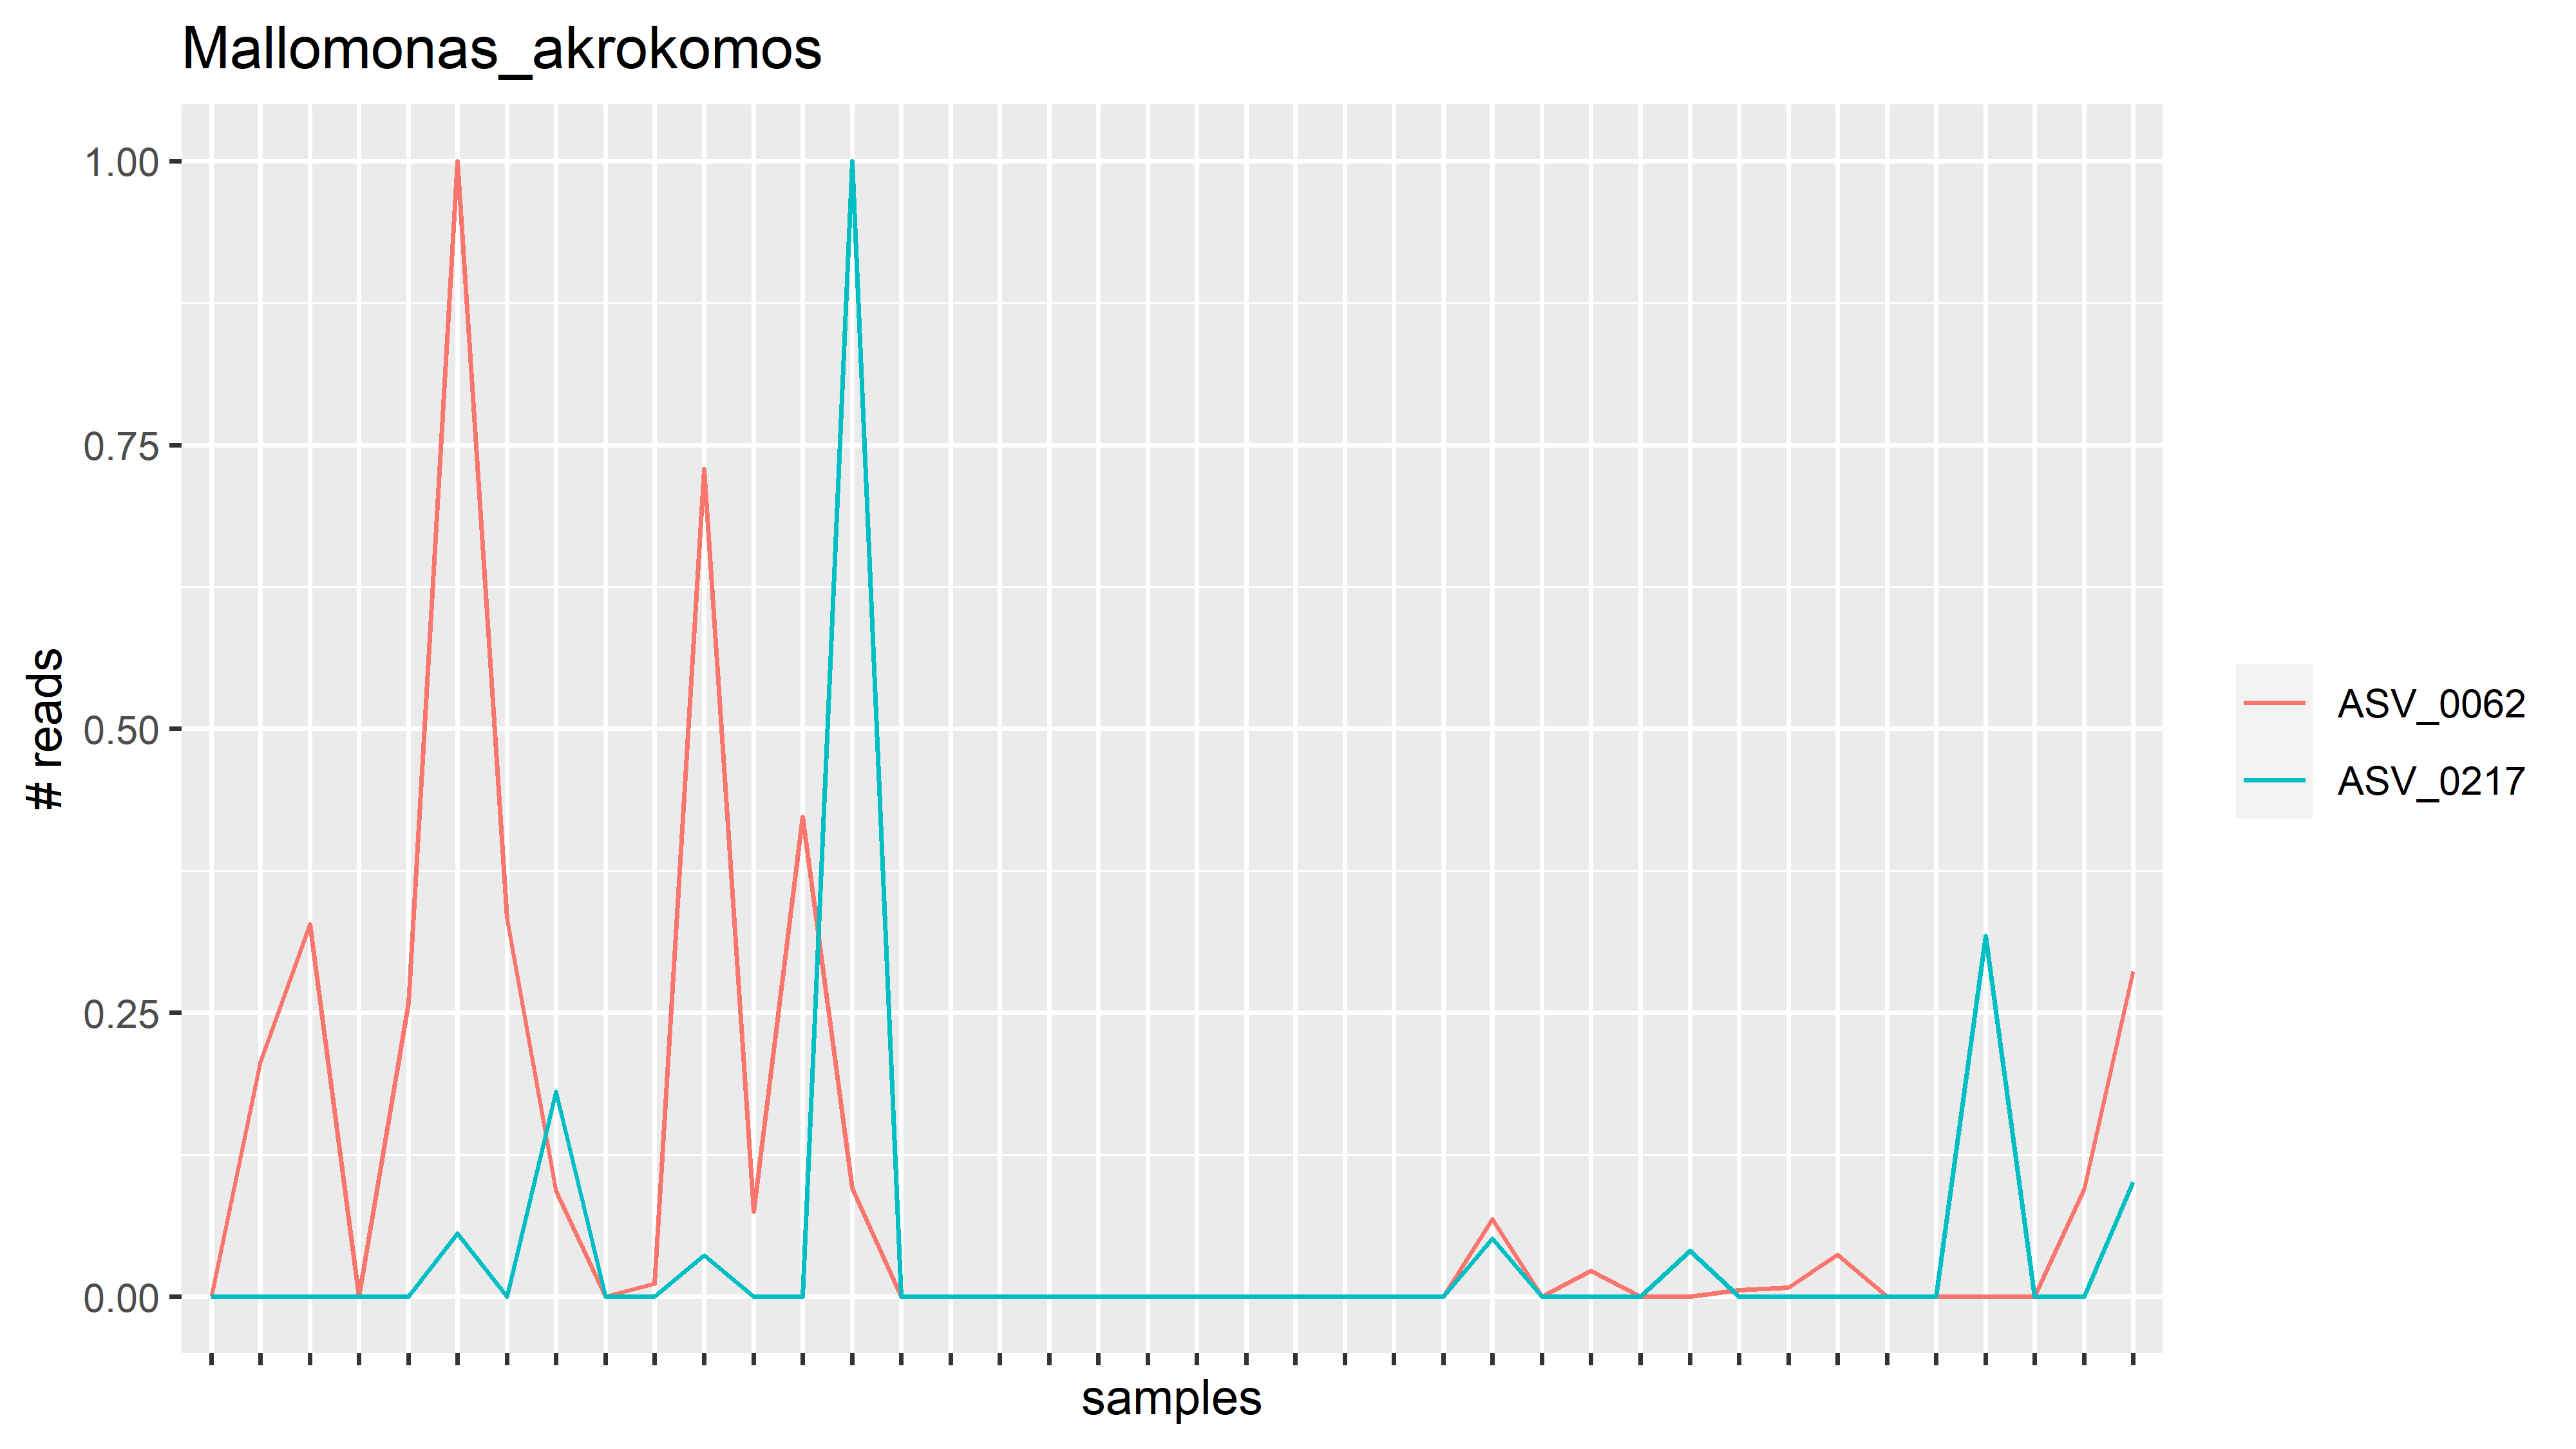 Mallomonas_akrokomos
1.00
0.75
0.50
0.25
0.00
# reads
samples
ASV_0062
ASV_0217